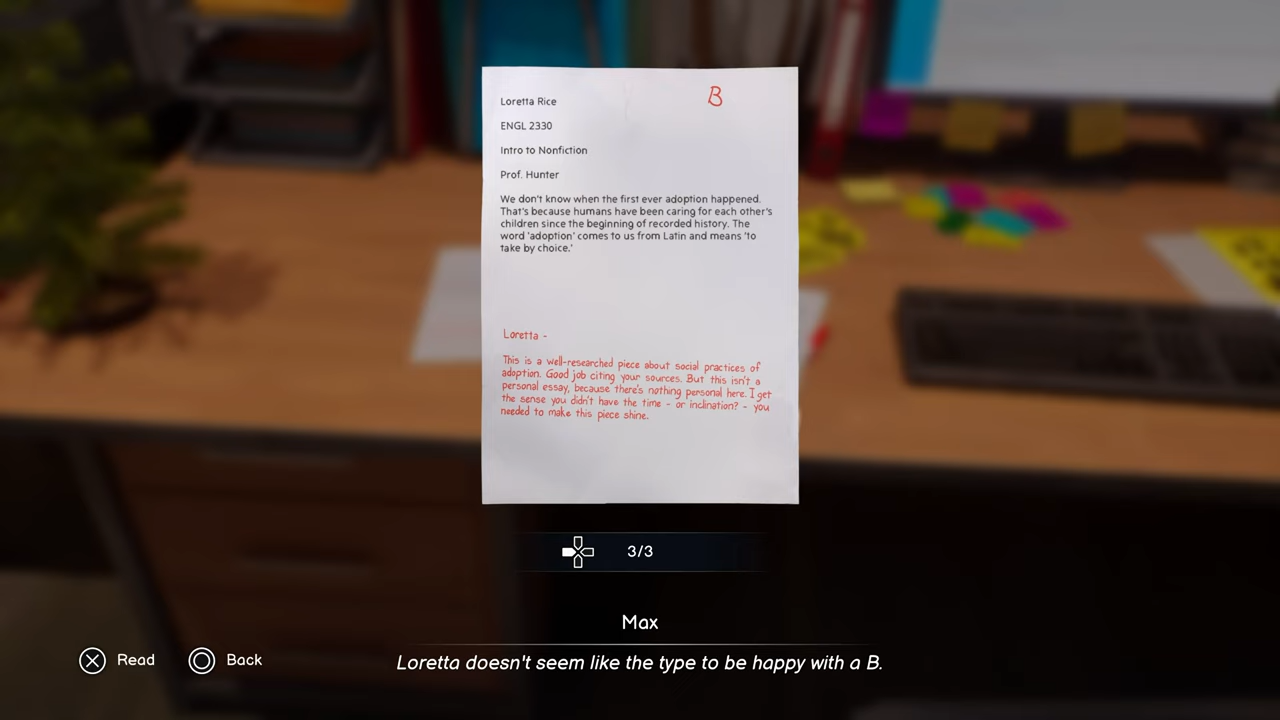 Loretta Rice
B
ENGL 2330
Intro to Nonfiction
Prof. Hunter
We don't know when the first ever adoption happened.
That's because humans have been caring for each other's
children since the beginning of recorded history. The
word 'adoption' comes to us from Latin and means 'to
take by choice.'
Loretta -
This is a well-researched piece about social practices of
adoption. Good job citing your sources. But this isn't a
personal essay, because there's nothing personal here. I get
the sense you didn't have the time - or inclination? - you
needed to make this piece shine.
3/3
Max
Read
Back
Loretta doesn't seem like the type to be happy with a B.